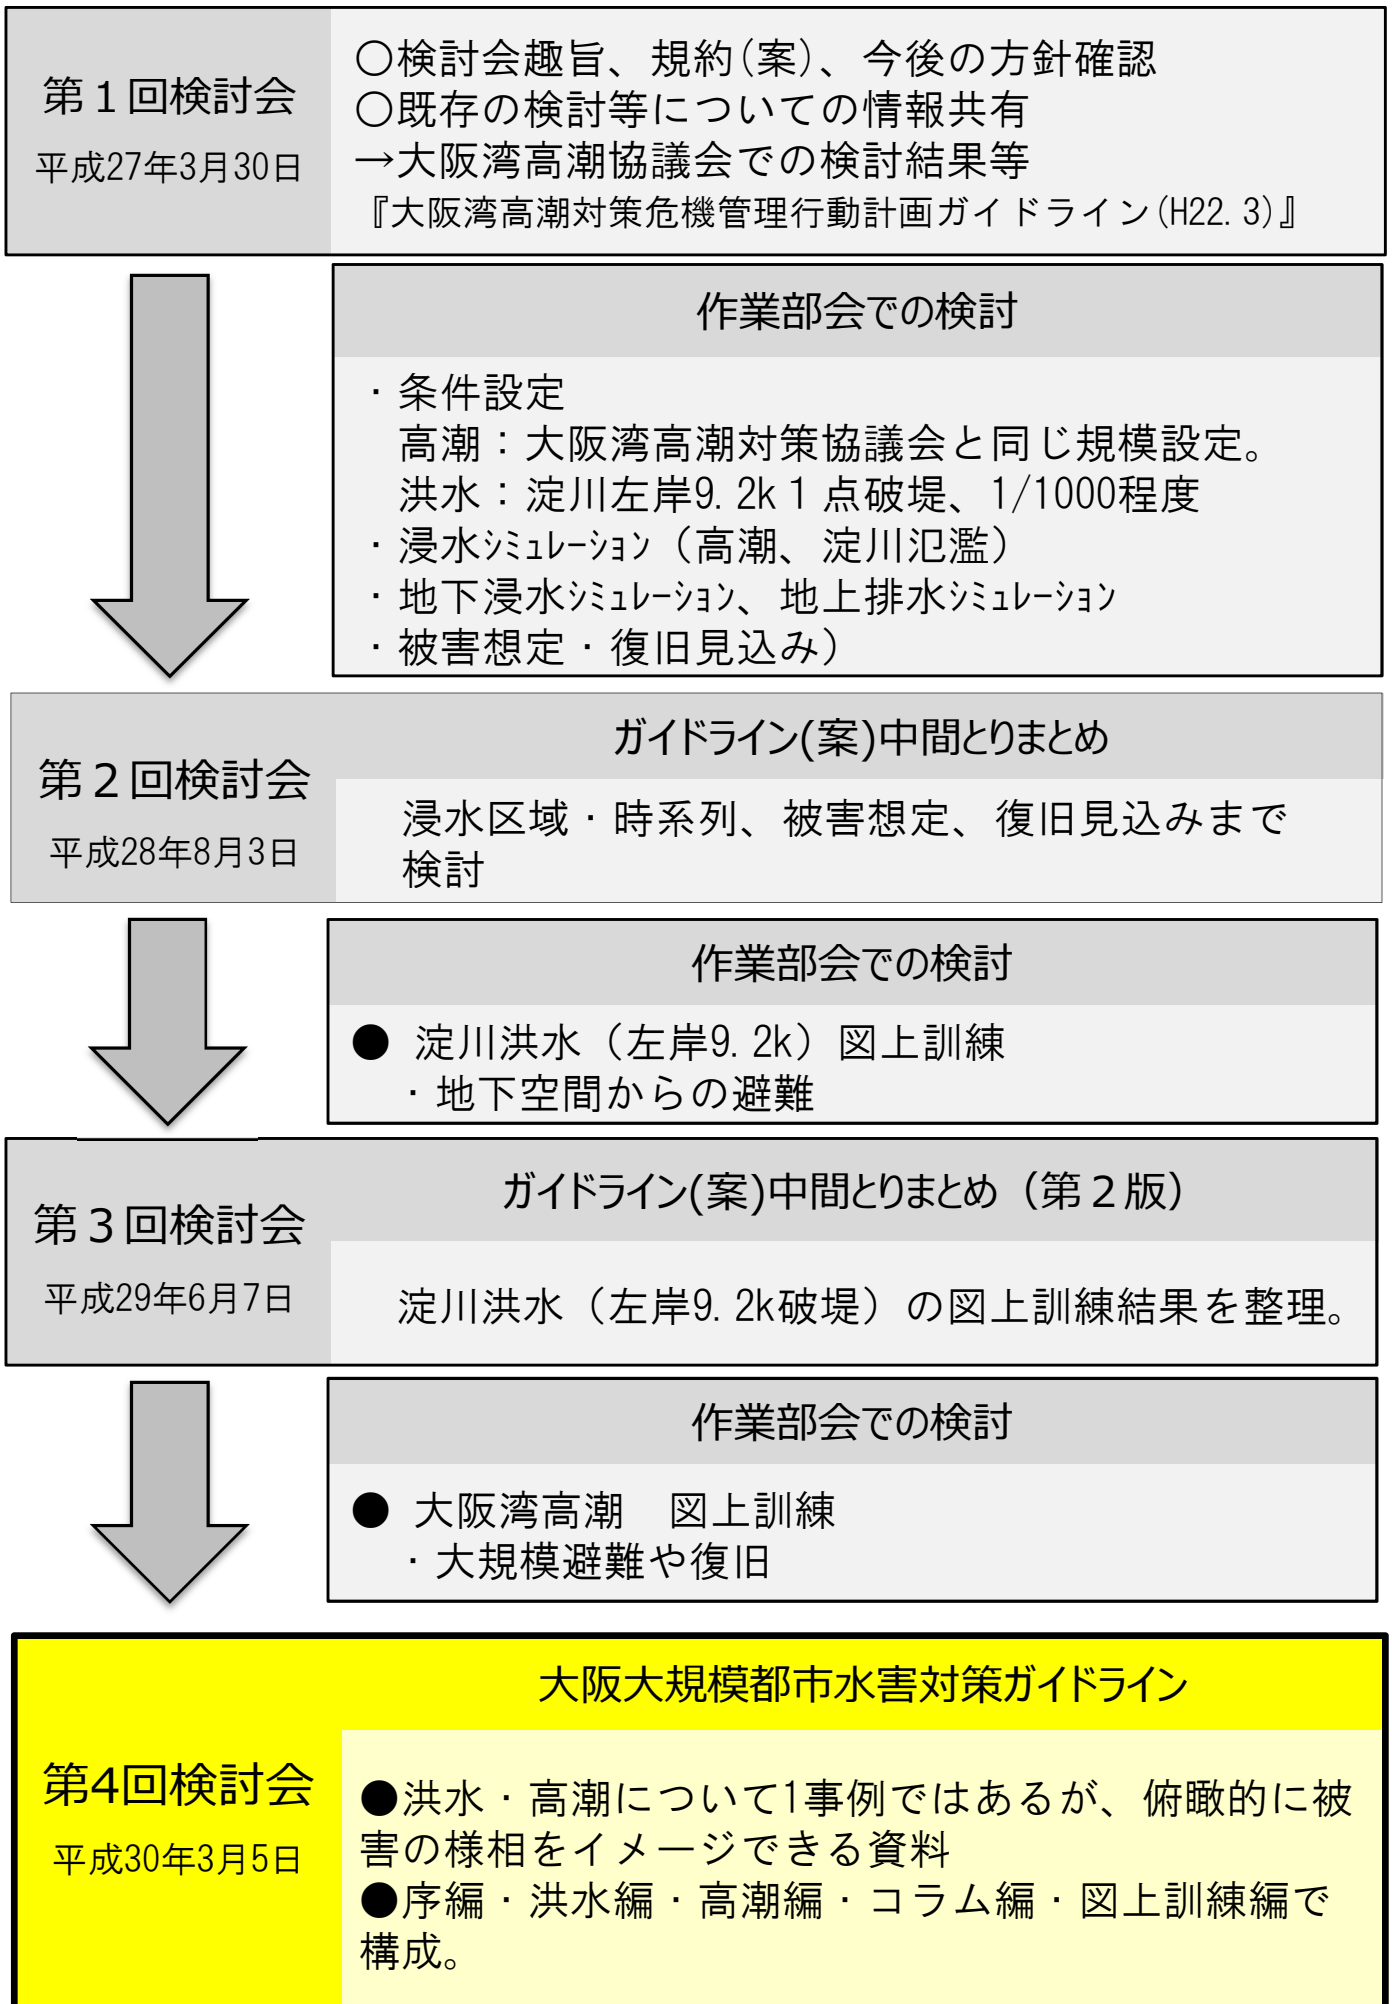 第１回検討会
平成27年3月30日
○検討会趣旨、規約(案)、今後の方針確認
○既存の検討等についての情報共有
→大阪湾高潮協議会での検討結果等
『大阪湾高潮対策危機管理行動計画ガイドライン(H22.3)』
作業部会での検討
・条件設定
高潮：大阪湾高潮対策協議会と同じ規模設定。
洪水：淀川左岸9.2k１点破堤、1/1000程度
・浸水ｼﾐｭﾚｰｼｮﾝ（高潮、淀川氾濫）
・地下浸水ｼﾐｭﾚｰｼｮﾝ、地上排水ｼﾐｭﾚｰｼｮﾝ
・被害想定・復旧見込み）
第２回検討会
平成28年8月3日
ガイドライン(案)中間とりまとめ
浸水区域・時系列、被害想定、復旧見込みまで
検討
作業部会での検討
● 淀川洪水（左岸9.2k）図上訓練
・地下空間からの避難
第３回検討会
平成29年6月7日
ガイドライン(案)中間とりまとめ（第２版）
淀川洪水（左岸9.2k破堤）の図上訓練結果を整理。
作業部会での検討
● 大阪湾高潮　図上訓練
・大規模避難や復旧
第4回検討会
平成30年3月5日
大阪大規模都市水害対策ガイドライン
●洪水・高潮について1事例ではあるが、俯瞰的に被
害の様相をイメージできる資料
●序編・洪水編・高潮編・コラム編・図上訓練編で
構成。